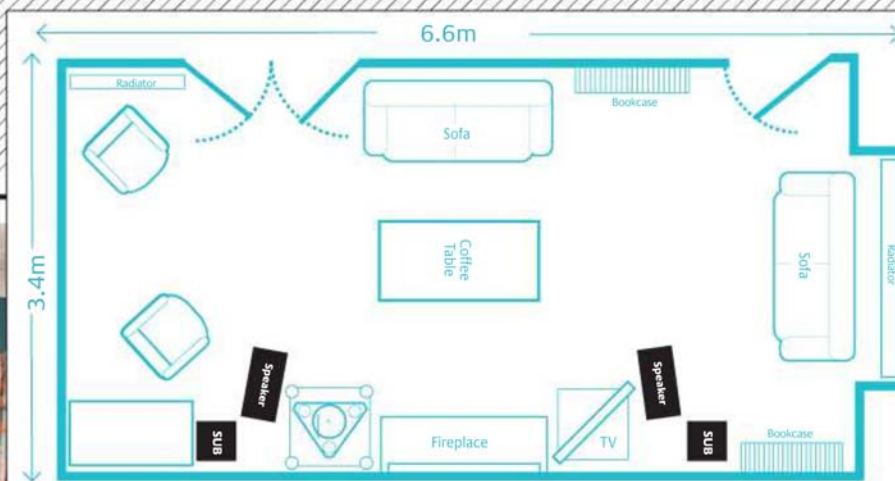 6.6m
Radiator
Bookcase
Sofa
3.4m
Coffee
Table
Sofa
Radiator
Speaker
Speaker
SUB
Fireplace
TV
SUB
Bookcase